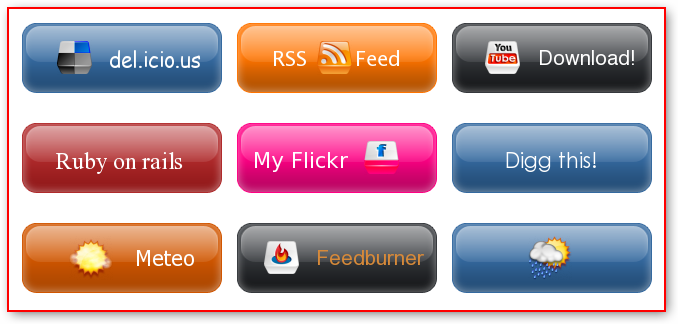 del.icio.us
RSS Feed
You
Tube
Download!
Ruby on rails
My Flickr
f
Digg this!
Meteo
Feedburner